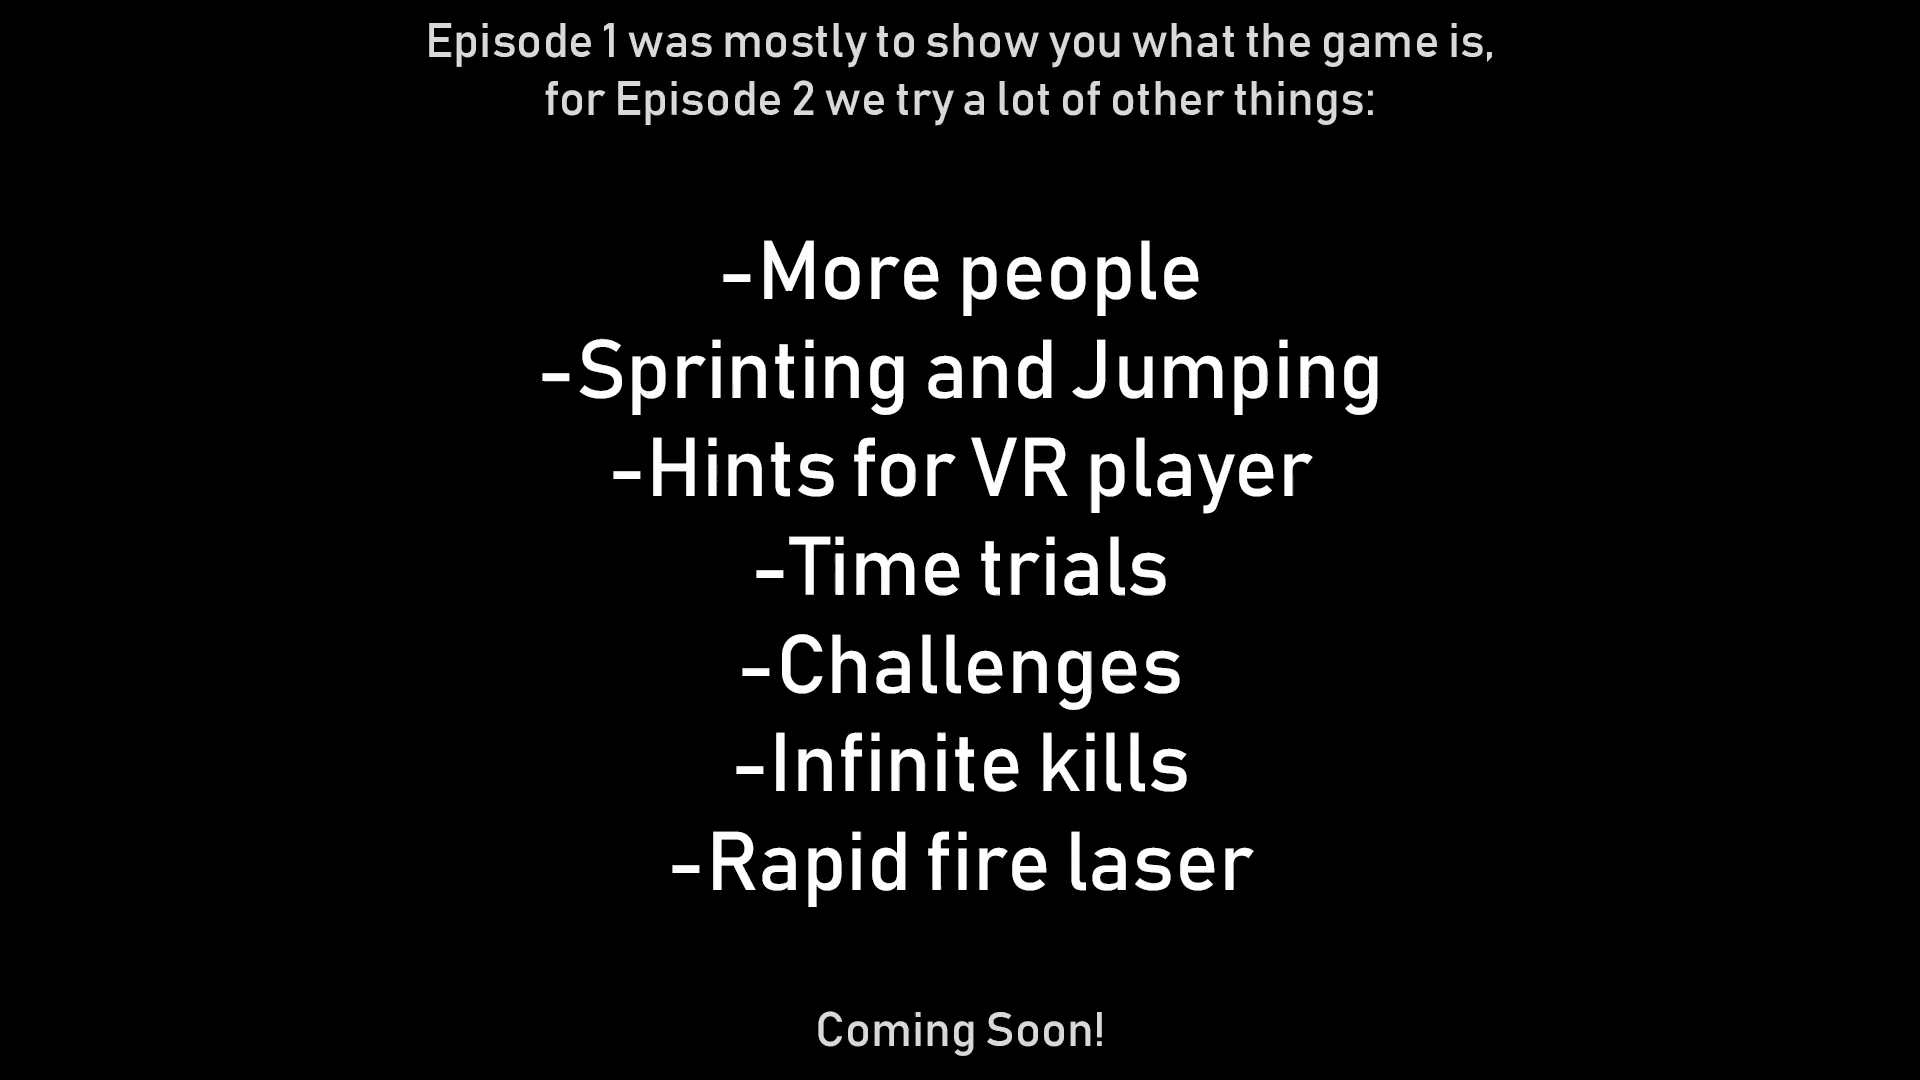 Episode 1 was mostly to show you what the game is,
for Episode 2 we try a lot of other things:
-More people
-Sprinting and Jumping
-Hints for VR player
-Time trials
-Challenges
-Infinite kills
-Rapid fire laser
Coming Soon!